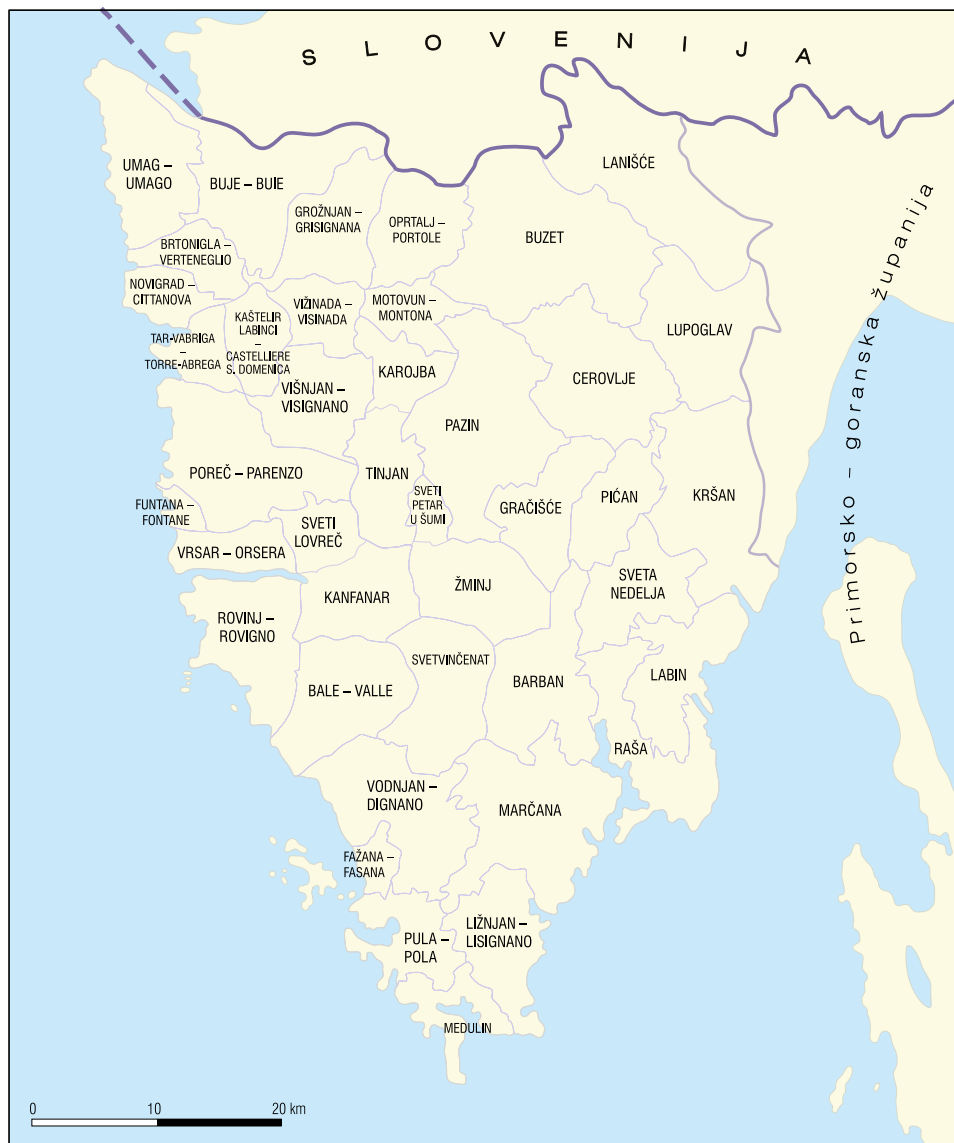 SLOVENIJA
LANIŠĆE
UMAG –
UMAGO
BUJE – BUIE
GROŽNJAN –
GRISIGNANA
OPRTALJ –
PORTOLE
BUZET
BRTONIGLA –
VERTENEGLIO
NOVIGRAD –
CITTANOVA
VIŽINADA –
VISINADA
MOTOVUN –
MONTONA
KAŠTELIR
LABINCI
–
CASTELLIERE
S. DOMENICA
TAR-VABRIGA
–
TORRE-ABREGA
LUPOGLAV
KAROJBA
CEROVLJE
VIŠNJAN –
VISIGNANO
PAZIN
POREČ – PARENZO
TINJAN
SVETI
PETAR
U ŠUMI
GRAČIŠĆE
PIĆAN
KRŠAN
FUNTANA –
FONTANE
SVETI
LOVREČ
VRSAR – ORSERA
KANFANAR
ŽMINJ
SVETA
NEDELJA
ROVINJ –
ROVIGNO
SVETVINČENAT
BALE – VALLE
BARBAN
LABIN
RAŠA
VODNJAN –
DIGNANO
MARČANA
FAŽANA –
FASANA
LIŽNJAN –
LISIGNANO
PULA –
POLA
MEDULIN
Primorsko – goranska županija
0 10 20 km